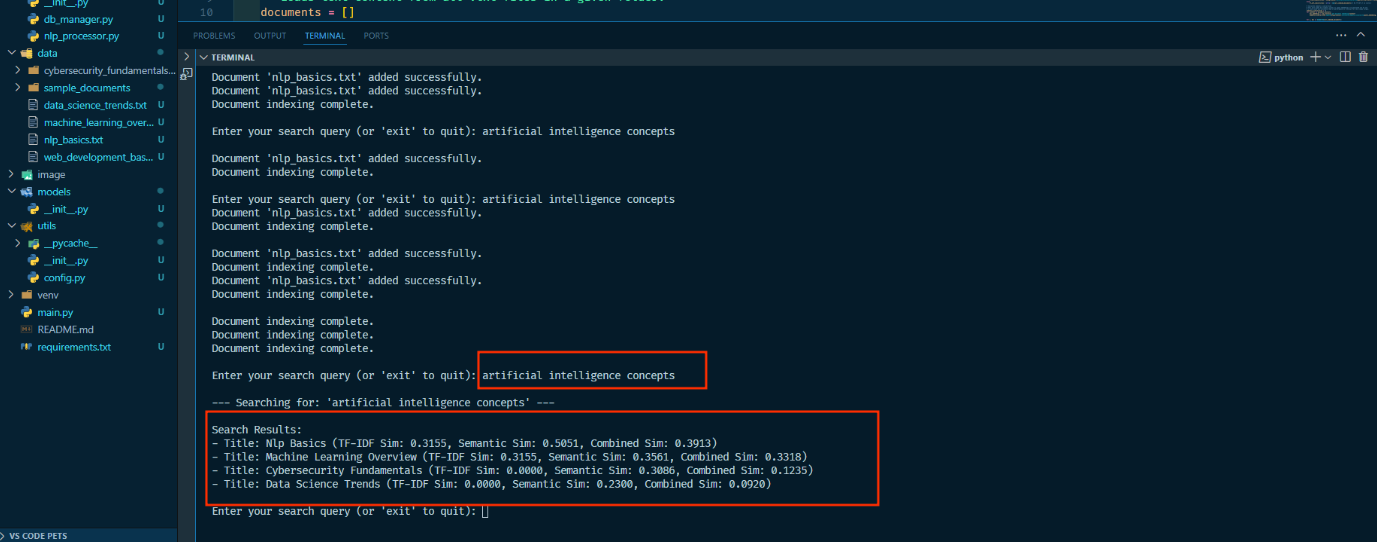 __init__.py
db_manager.py U
nlp_processor.py U
data
cybersecurity_fundamentals...
sample_documents
data_science_trends.txt U
machine_learning_over... U
nlp_basics.txt U
web_development_bas... U
image
models
__init__.py U
utils
__pycache__
__init__.py U
config.py U
venv
main.py U
README.md
requirements.txt U
VS CODE PETS
10 documents = []
PROBLEMS OUTPUT TERMINAL PORTS
TERMINAL
python
Document 'nlp_basics.txt' added successfully.
Document 'nlp_basics.txt' added successfully.
Document indexing complete.
Enter your search query (or 'exit' to quit): artificial intelligence concepts
Document 'nlp_basics.txt' added successfully.
Document indexing complete.
Enter your search query (or 'exit' to quit): artificial intelligence concepts
Document 'nlp_basics.txt' added successfully.
Document indexing complete.
Document 'nlp_basics.txt' added successfully.
Document indexing complete.
Document 'nlp_basics.txt' added successfully.
Document indexing complete.
Document indexing complete.
Document indexing complete.
Document indexing complete.
Enter your search query (or 'exit' to quit): artificial intelligence concepts
--- Searching for: 'artificial intelligence concepts' ---
Search Results:
- Title: Nlp Basics (TF-IDF Sim: 0.3155, Semantic Sim: 0.5051, Combined Sim: 0.3913)
- Title: Machine Learning Overview (TF-IDF Sim: 0.3155, Semantic Sim: 0.3561, Combined Sim: 0.3318)
- Title: Cybersecurity Fundamentals (TF-IDF Sim: 0.0000, Semantic Sim: 0.3086, Combined Sim: 0.1235)
- Title: Data Science Trends (TF-IDF Sim: 0.0000, Semantic Sim: 0.2300, Combined Sim: 0.0920)
Enter your search query (or 'exit' to quit):